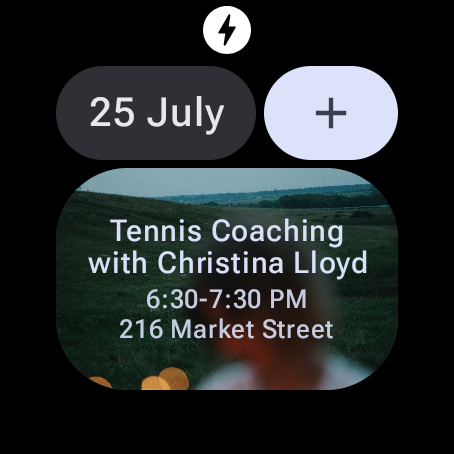 25 July
+
Tennis Coaching
with Christina Lloyd
6:30-7:30 PM
216 Market Street